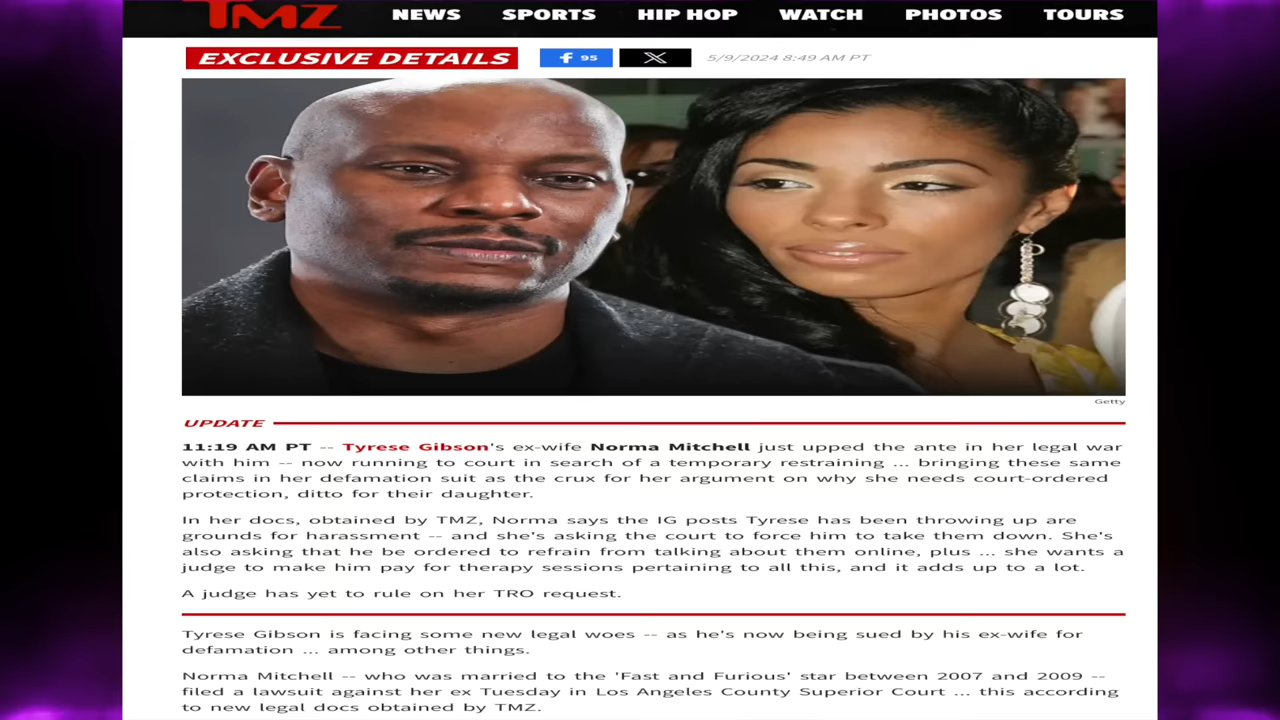 TMZ
NEWS SPORTS HIP HOP WATCH PHOTOS TOURS
EXCLUSIVE DETAILS
f 95
X
5/9/2024 8:49 AM PT
Getty
UPDATE
11:19 AM PT -- Tyrese Gibson's ex-wife Norma Mitchell just upped the ante in her legal war
with him -- now running to court in search of a temporary restraining ... bringing these same
claims in her defamation suit as the crux for her argument on why she needs court-ordered
protection, ditto for their daughter.
In her docs, obtained by TMZ, Norma says the IG posts Tyrese has been throwing up are
grounds for harassment -- and she's asking the court to force him to take them down. She's
also asking that he be ordered to refrain from talking about them online, plus ... she wants a
judge to make him pay for therapy sessions pertaining to all this, and it adds up to a lot.
A judge has yet to rule on her TRO request.
Tyrese Gibson is facing some new legal woes -- as he's now being sued by his ex-wife for
defamation ... among other things.
Norma Mitchell -- who was married to the 'Fast and Furious' star between 2007 and 2009 --
filed a lawsuit against her ex Tuesday in Los Angeles County Superior Court ... this according
to new legal docs obtained by TMZ.